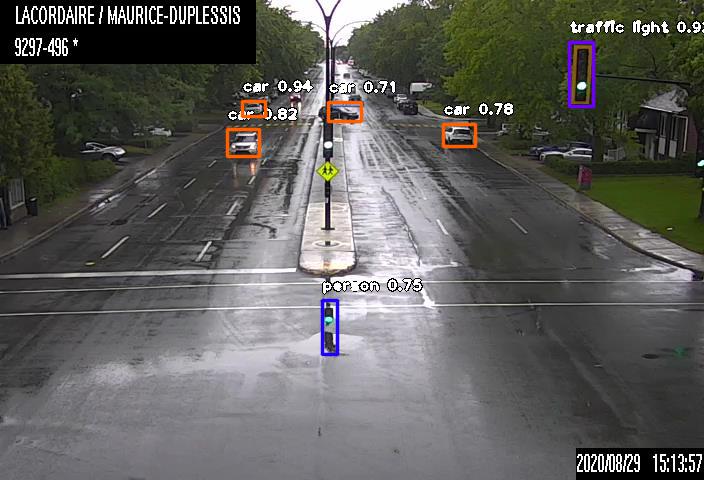 LACORDAIRE / MAURICE-DUPLESSIS
9297-496 *
traffic light 0.9
car 0.94
car 0.71
car 0.78
car 0.82
person 0.75
2020/08/29 15:13:57